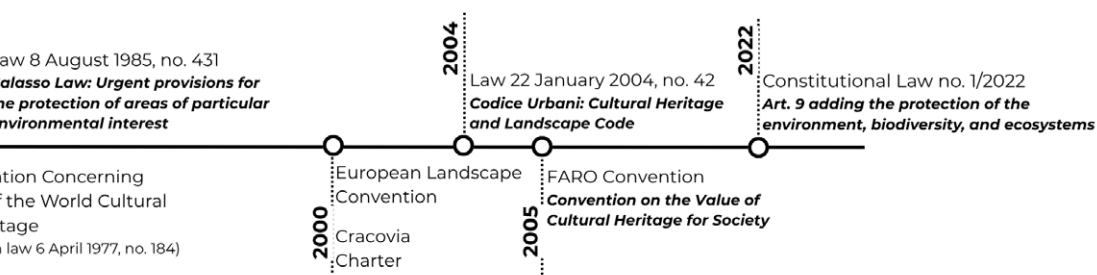 aw 8 August 1985, no. 431
alasso Law: Urgent provisions for
he protection of areas of particular
nvironmental interest
2004
Law 22 January 2004, no. 42
Codice Urbani: Cultural Heritage
and Landscape Code
2022
Constitutional Law no. 1/2022
Art. 9 adding the protection of the
environment, biodiversity, and ecosystems
ation Concerning
f the World Cultural
tage
law 6 April 1977, no. 184)
2000
European Landscape
Convention
Cracovia
Charter
2005
FARO Convention
Convention on the Value of
Cultural Heritage for Society